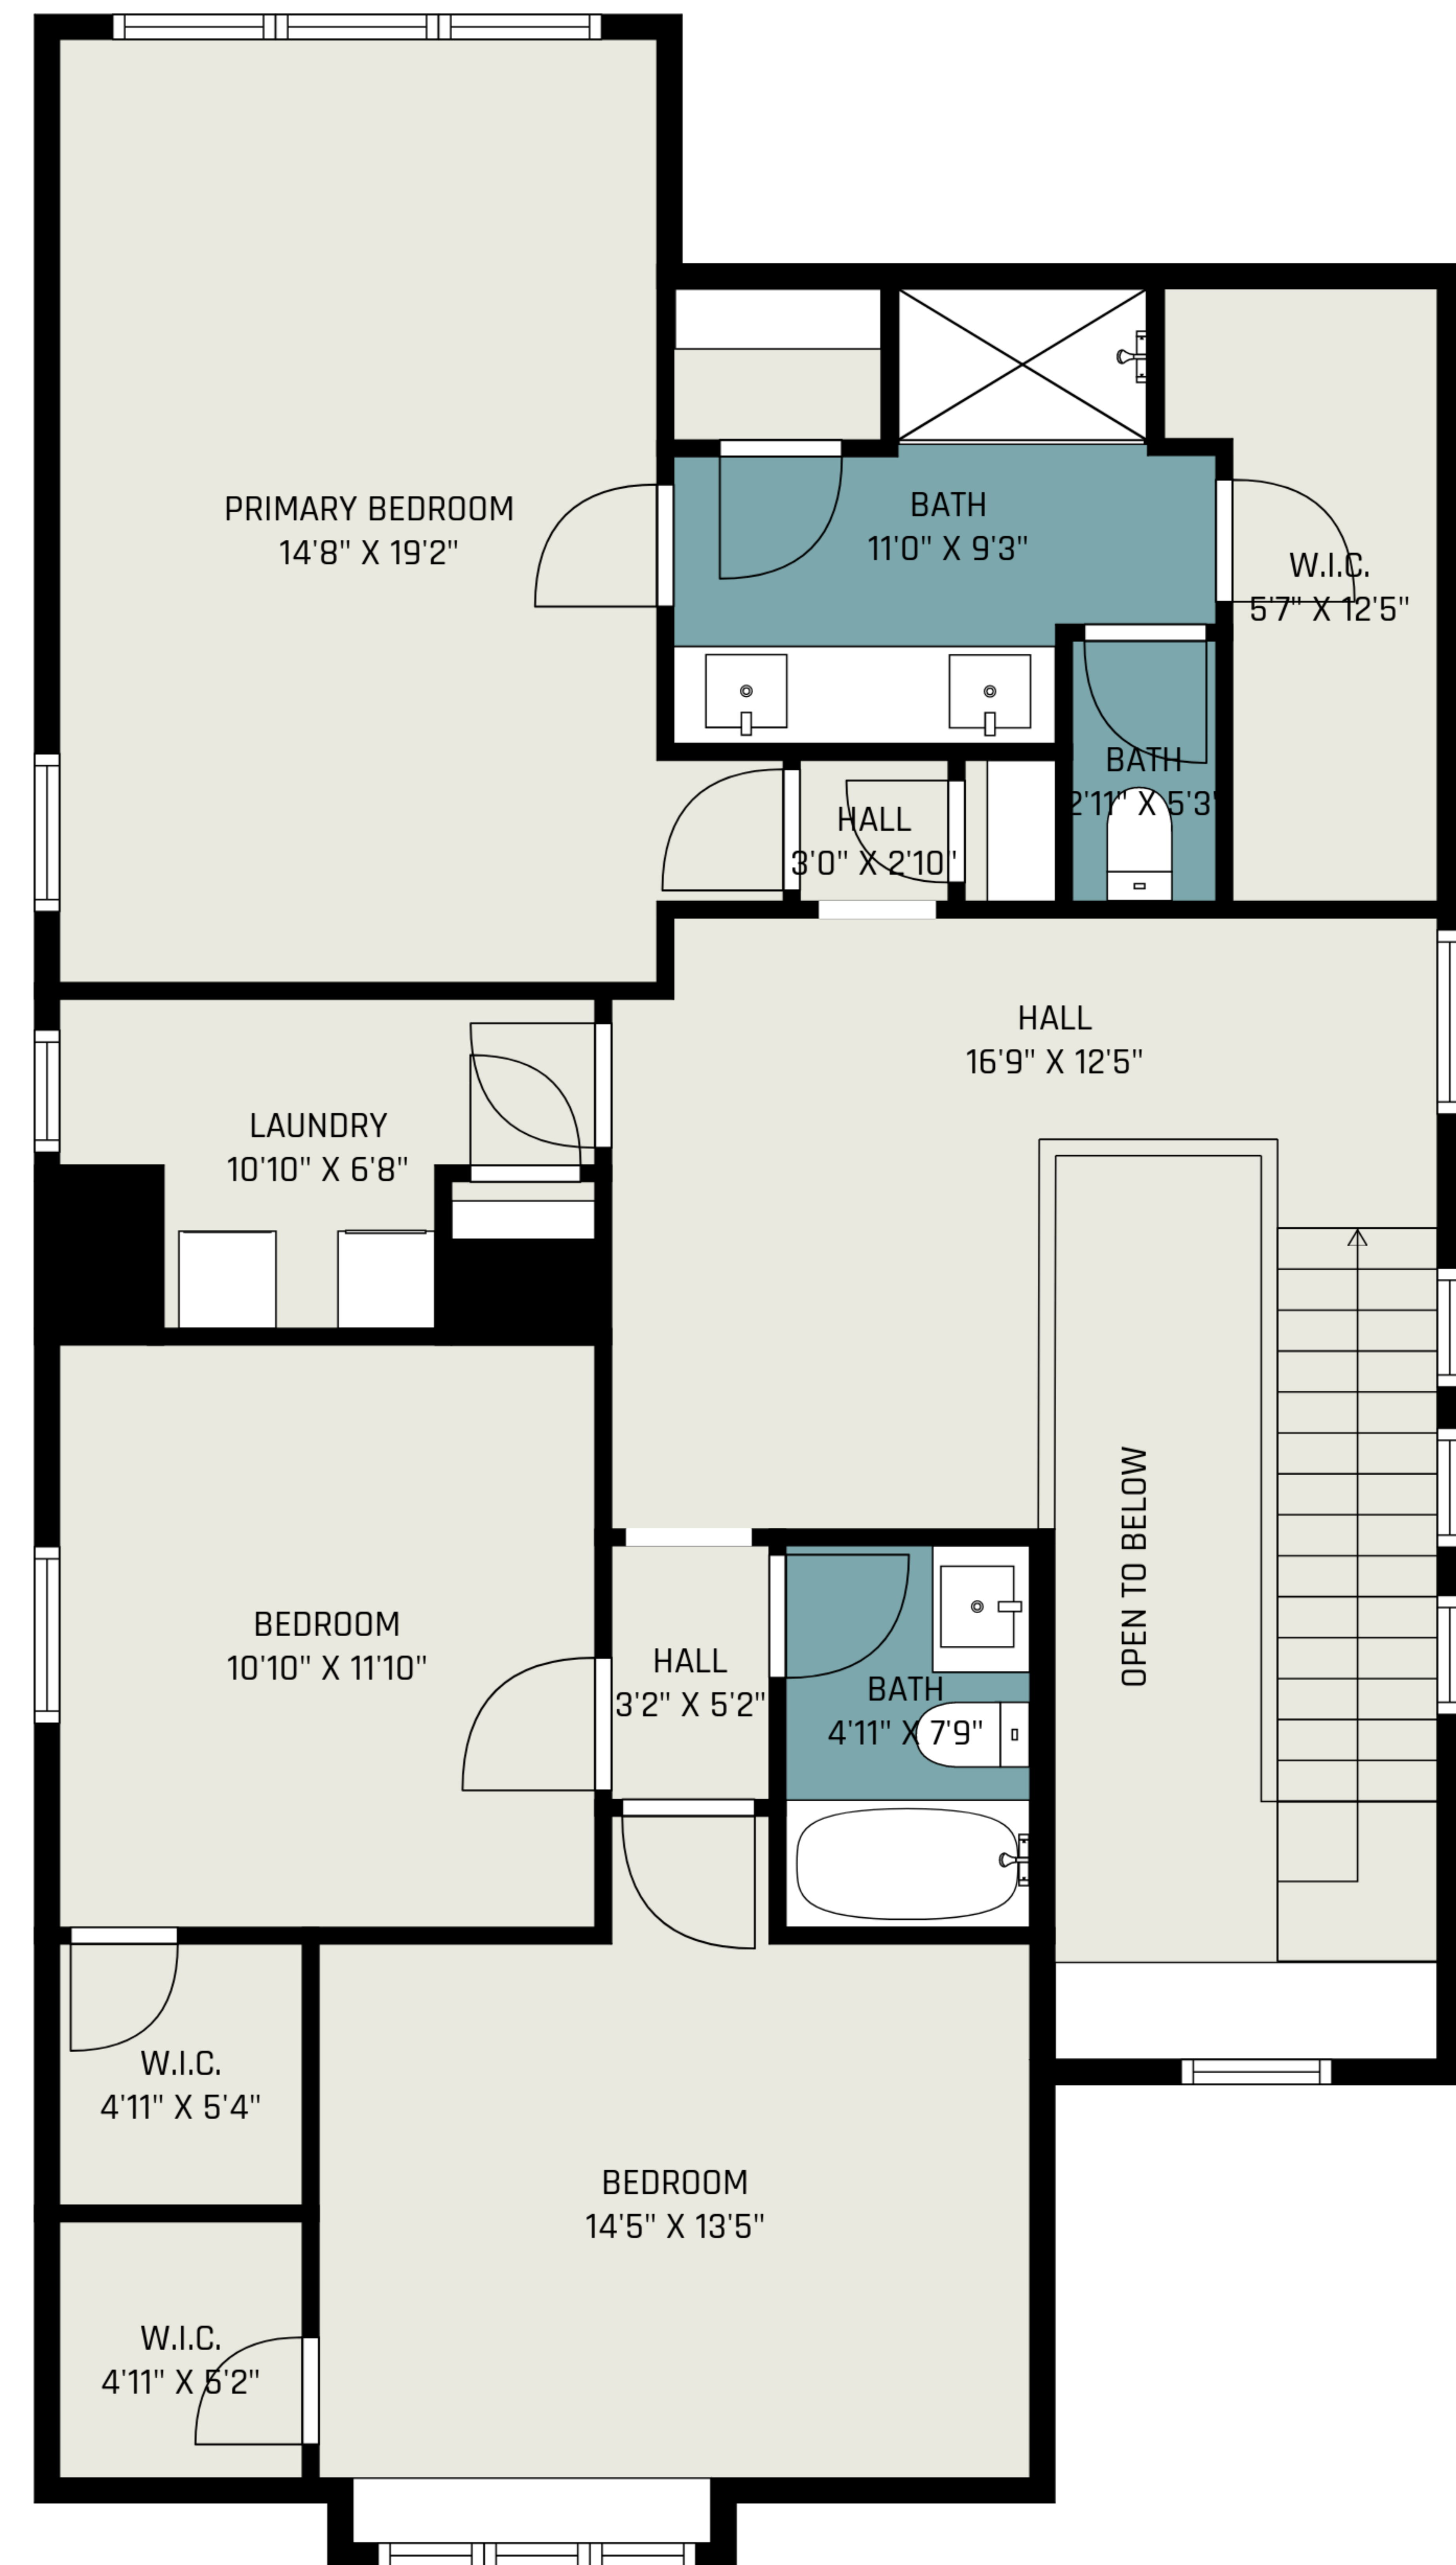 PRIMARY BEDROOM
14'8" X 19'2"
BATH
11'0" X 9'3"
W.I.C.
5'7" X 12'5"
BATH
2'11" X 5'3"
HALL
3'0" X 2'10"
HALL
16'9" X 12'5"
LAUNDRY
10'10" X 6'8"
OPEN TO BELOW
BEDROOM
10'10" X 11'10"
HALL
3'2" X 5'2"
BATH
4'11" X 7'9"
W.I.C.
4'11" X 5'4"
BEDROOM
14'5" X 13'5"
W.I.C.
4'11" X 5'2"